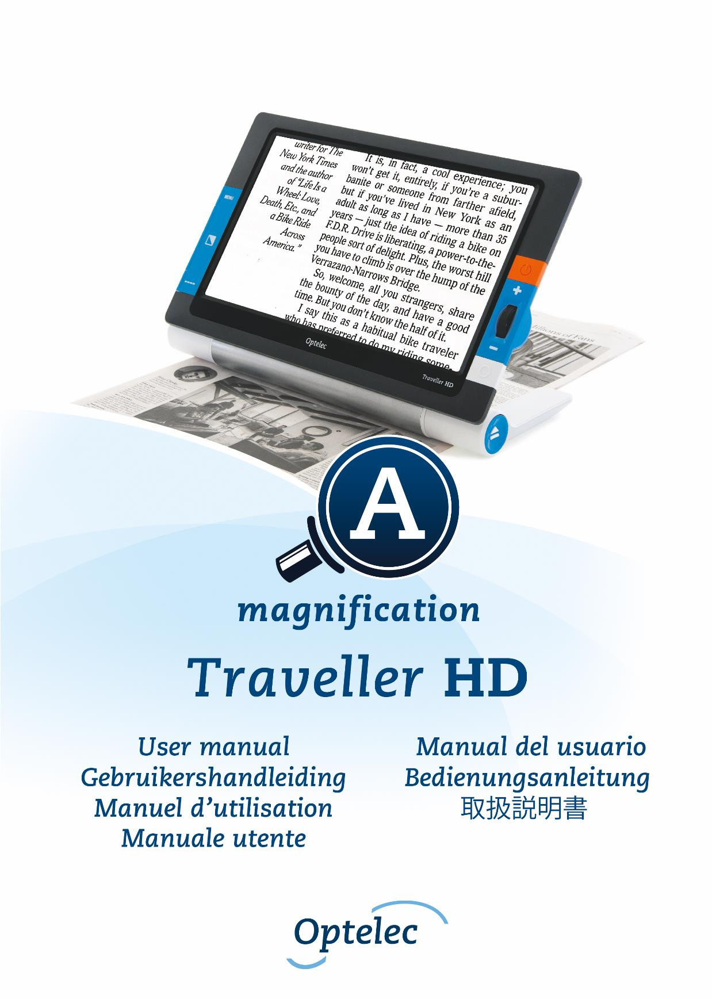 writer for The
New York Times
and the author
of "Life Is a
Wheel: Love,
Death, Etc., and
a Bike Ride
Across
America."
It is, in fact, a cool experience; you
won't get it, entirely, if you're a subur-
banite or someone from farther afield,
but if you've lived in New York as an
adult as long as I have — more than 35
years — just the idea of riding a bike on
F.D.R. Drive is liberating, a power-to-the-
people sort of delight. Plus, the worst hill
you have to climb is over the hump of the
Verrazano-Narrows Bridge.
So, welcome, all you strangers, share
the bounty of the day, and have a good
time. But you don't know the half of it.
I say this as a habitual bike traveler
who has preferred to do my riding some-
MENU
Optelec
Traveller HD
illions of Fans
A
magnification
Traveller HD
User manual
Gebruikershandleiding
Manuel d'utilisation
Manuale utente
Manual del usuario
Bedienungsanleitung
取扱説明書
Optelec